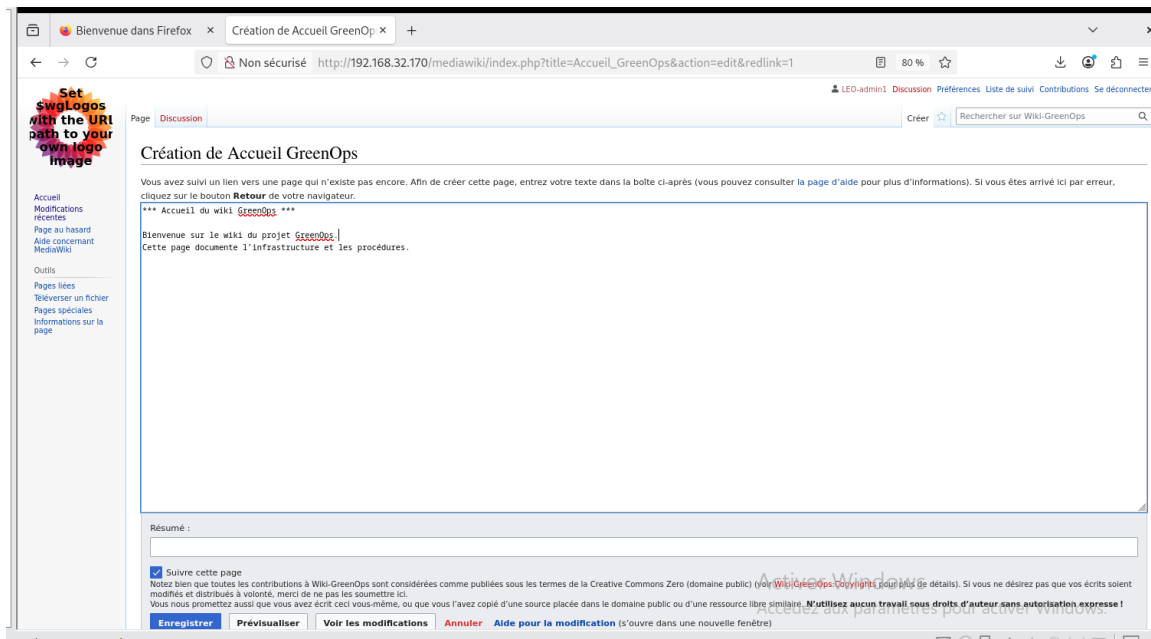 Bienvenue dans Firefox
Création de Accueil GreenOp
Non sécurisé http://192.168.32.170/mediawiki/index.php?title=Accueil_GreenOps&action=edit&redlink=1
80 %
LEO-admin1 Discussion Préférences Liste de suivi Contributions Se déconnecter
Set
$wgLogos
with the URL
path to your
own logo
image
Page Discussion
Créer
Rechercher sur Wiki-GreenOps
Création de Accueil GreenOps
Vous avez suivi un lien vers une page qui n'existe pas encore. Afin de créer cette page, entrez votre texte dans la boîte ci-après (vous pouvez consulter la page d'aide pour plus d'informations). Si vous êtes arrivé ici par erreur,
cliquez sur le bouton Retour de votre navigateur.
Accueil
Modifications
récentes
Page au hasard
Aide concernant
MediaWiki
Outils
Pages liées
Téléverser un fichier
Pages spéciales
Informations sur la
page
*** Accueil du wiki GreenOps ***
Bienvenue sur le wiki du projet GreenOps.
Cette page documente l'infrastructure et les procédures.
Résumé :
Suivre cette page
Notez bien que toutes les contributions à Wiki-GreenOps sont considérées comme publiées sous les termes de la Creative Commons Zero (domaine public) (voir Wiki-GreenOps:Copyrights pour plus de détails). Si vous ne désirez pas que vos écrits soient
modifiés et distribués à volonté, merci de ne pas les soumettre ici.
Vous nous promettez aussi que vous avez écrit ceci vous-même, ou que vous l'avez copié d'une source placée dans le domaine public ou d'une ressource libre similaire. N'utilisez aucun travail sous droits d'auteur sans autorisation expresse !
Activer Windows
Accédez aux paramètres pour activer Windows.
Enregistrer Prévisualiser Voir les modifications Annuler Aide pour la modification (s'ouvre dans une nouvelle fenêtre)